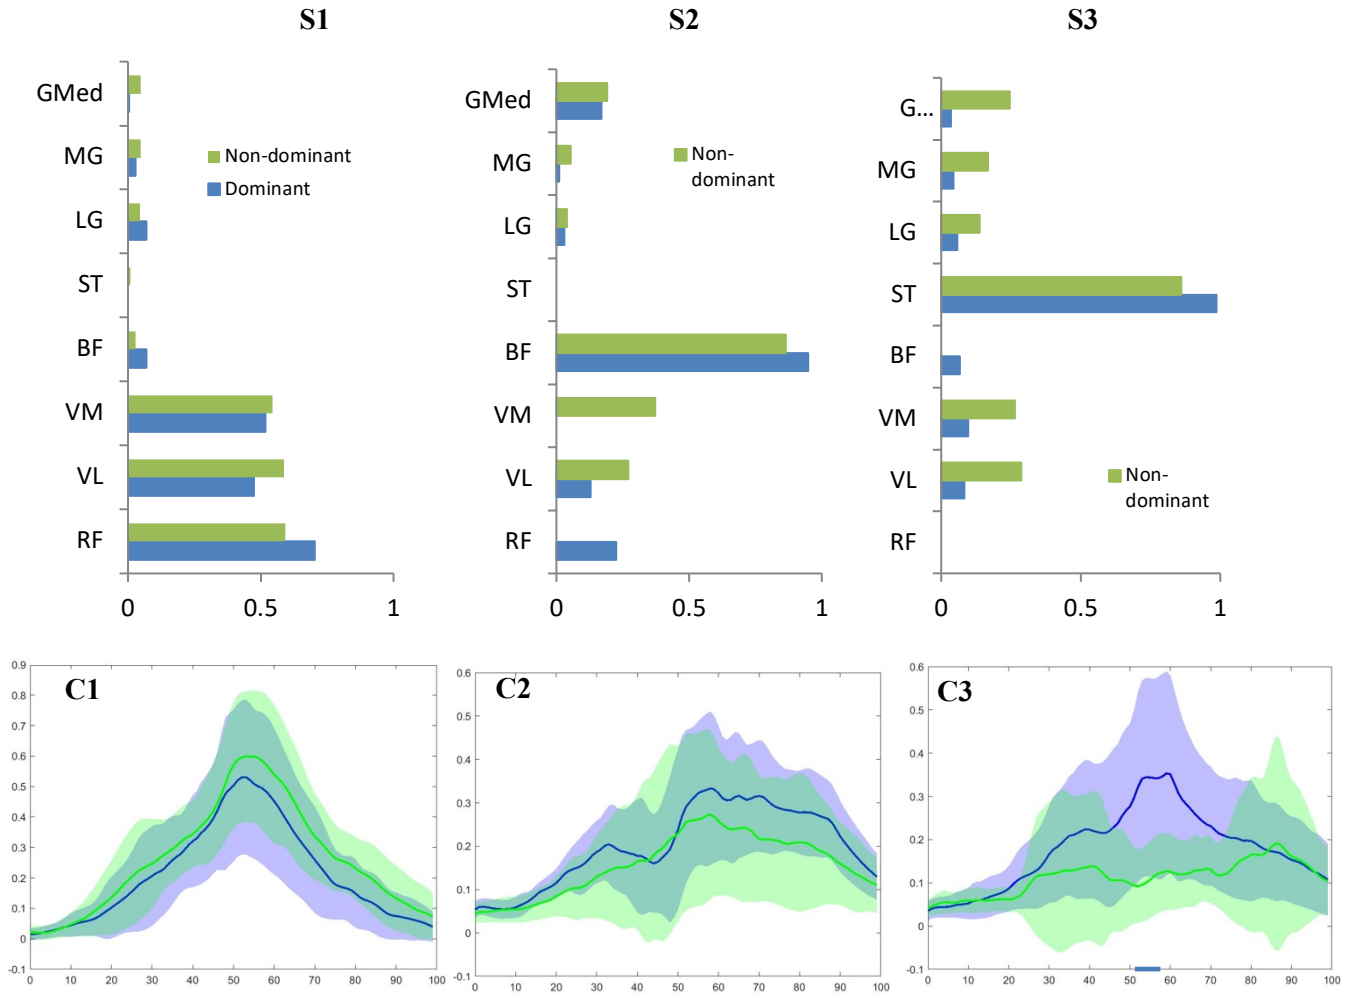 S1
S2
S3
GMed
MG
LG
ST
BF
VM
VL
RF
Non-dominant
Dominant
0
0.5
1
GMed
MG
LG
ST
BF
VM
VL
RF
Non-
dominant
0
0.5
1
G...
MG
LG
ST
BF
VM
VL
RF
Non-
dominant
0
0.5
1
C1
0.9
0.8
0.7
0.6
0.5
0.4
0.3
0.2
0.1
0
-0.1
0 10 20 30 40 50 60 70 80 90 100
C2
0.6
0.5
0.4
0.3
0.2
0.1
0
-0.1
0 10 20 30 40 50 60 70 80 90 100
C3
0.6
0.5
0.4
0.3
0.2
0.1
0
-0.1
0 10 20 30 40 50 60 70 80 90 100